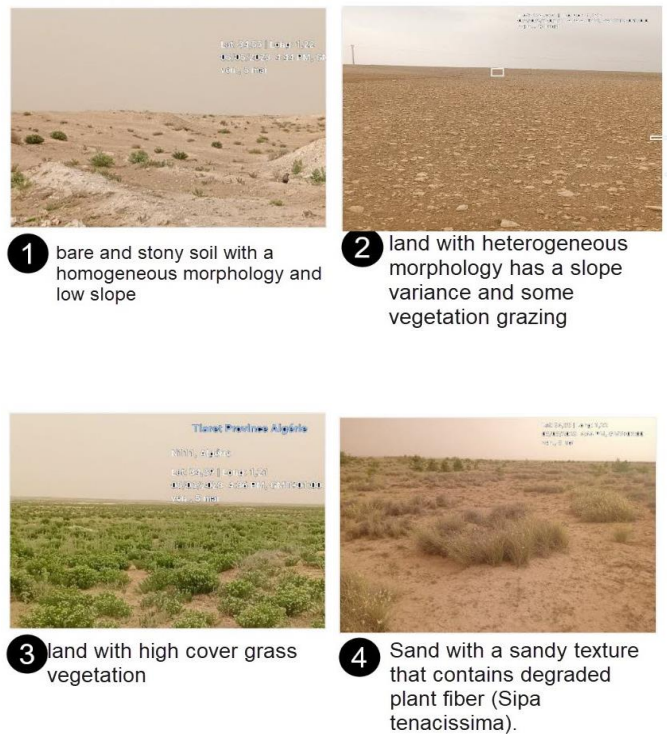 1
bare and stony soil with a
homogeneous morphology and
low slope
2
land with heterogeneous
morphology has a slope
variance and some
vegetation grazing
Tiaret Province Algérie
3
land with high cover grass
vegetation
4
Sand with a sandy texture
that contains degraded
plant fiber (Sipa
tenacissima).